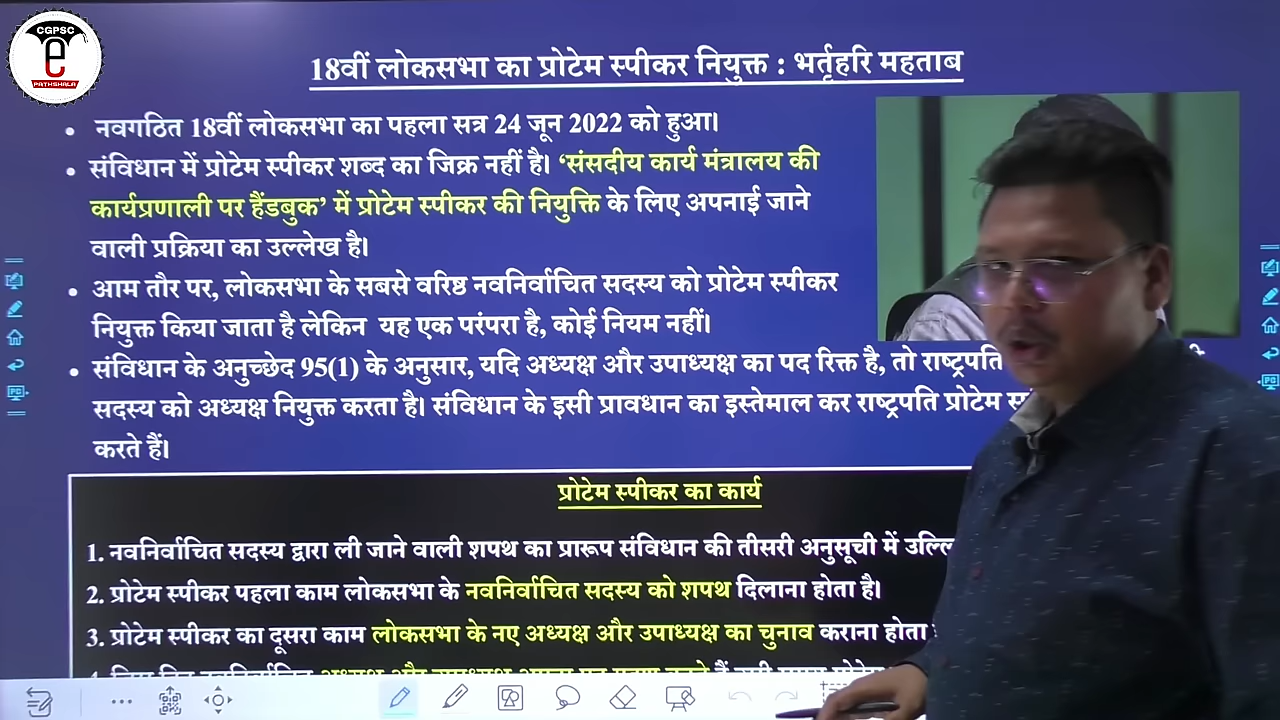 CGPSC
e
PATHSHALA
18वीं लोकसभा का प्रोटेम स्पीकर नियुक्त : भर्तृहरि महताब
• नवगठित 18वीं लोकसभा का पहला सत्र 24 जून 2022 को हुआ।
• संविधान में प्रोटेम स्पीकर शब्द का जिक्र नहीं है। ‘संसदीय कार्य मंत्रालय की
कार्यप्रणाली पर हैंडबुक’ में प्रोटेम स्पीकर की नियुक्ति के लिए अपनाई जाने
वाली प्रक्रिया का उल्लेख है।
• आम तौर पर, लोकसभा के सबसे वरिष्ठ नवनिर्वाचित सदस्य को प्रोटेम स्पीकर
नियुक्त किया जाता है लेकिन यह एक परंपरा है, कोई नियम नहीं।
• संविधान के अनुच्छेद 95(1) के अनुसार, यदि अध्यक्ष और उपाध्यक्ष का पद रिक्त है, तो राष्ट्रपति
सदस्य को अध्यक्ष नियुक्त करता है। संविधान के इसी प्रावधान का इस्तेमाल कर राष्ट्रपति प्रोटेम
करते हैं।
प्रोटेम स्पीकर का कार्य
1. नवनिर्वाचित सदस्य द्वारा ली जाने वाली शपथ का प्रारूप संविधान की तीसरी अनुसूची में
2. प्रोटेम स्पीकर पहला काम लोकसभा के नवनिर्वाचित सदस्य को शपथ दिलाना होता है।
3. प्रोटेम स्पीकर का दूसरा काम लोकसभा के नए अध्यक्ष और उपाध्यक्ष का चुनाव कराना होता